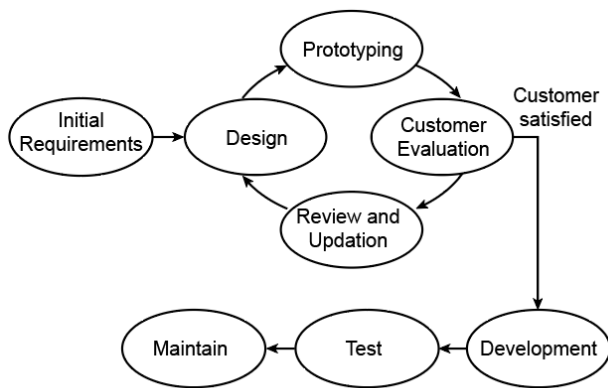 Prototyping
Customer
satisfied
Initial
Requirements
Design
Customer
Evaluation
Review and
Updation
Maintain
Test
Development